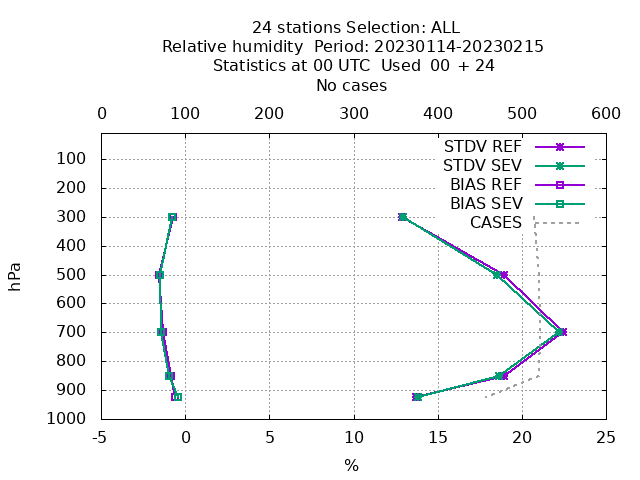 24 stations Selection: ALL
Relative humidity  Period: 20230114-20230215
Statistics at 00 UTC  Used  00 + 24
No cases
0 100 200 300 400 500 600
STDV REF
STDV SEV
BIAS REF
BIAS SEV
CASES
100
200
300
400
500
600
700
800
900
1000
hPa
-5 0 5 10 15 20 25
%